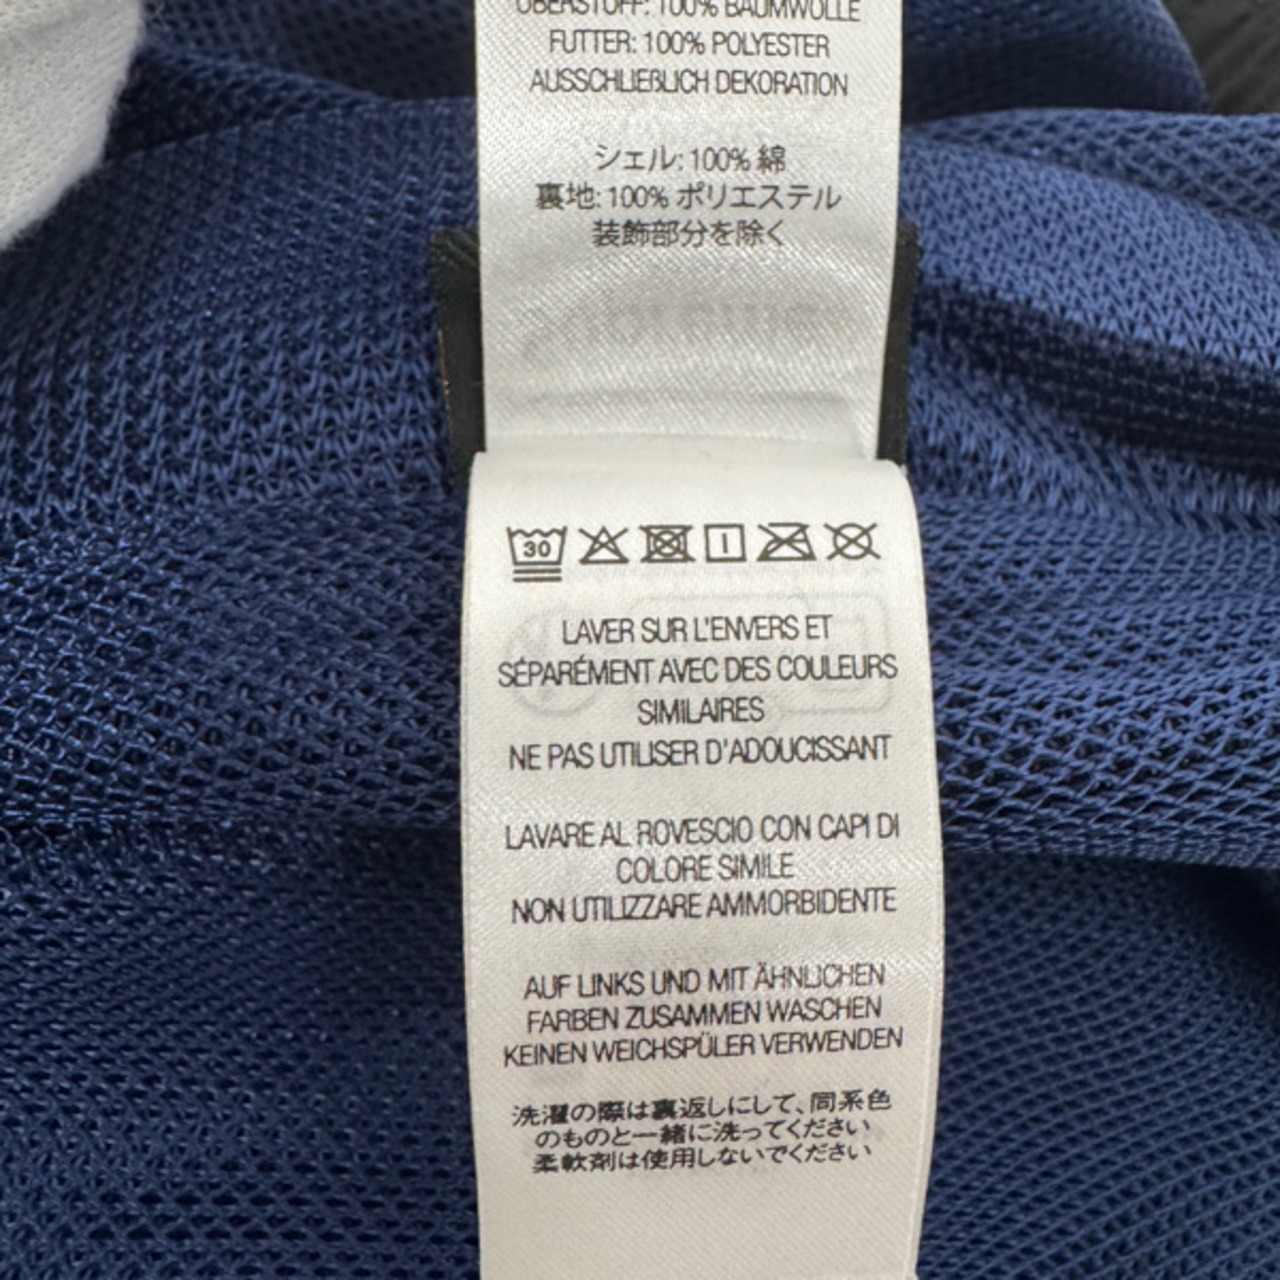 OBERSTOFF: 100% BAUMWOLLE
FUTTER: 100% POLYESTER
AUSSCHLIEßLICH DEKORATION
シェル: 100% 綿
裏地: 100% ポリエステル
装飾部分を除く
30
LAVER SUR L'ENVERS ET
SÉPARÉMENT AVEC DES COULEURS
SIMILAIRES
NE PAS UTILISER D'ADOUCISSANT
LAVARE AL ROVESCIO CON CAPI DI
COLORE SIMILE
NON UTILIZZARE AMMORBIDENTE
AUF LINKS UND MIT ÄHNLICHEN
FARBEN ZUSAMMEN WASCHEN
KEINEN WEICHSPÜLER VERWENDEN
洗濯の際は裏返しにして、同系色
のものと一緒に洗ってください
柔軟剤は使用しないでください